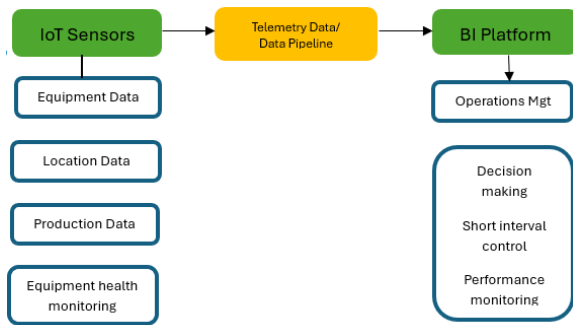 IoT Sensors
Telemetry Data/
Data Pipeline
BI Platform
Equipment Data
Operations Mgt
Location Data
Production Data
Equipment health
monitoring
Decision
making
Short interval
control
Performance
monitoring